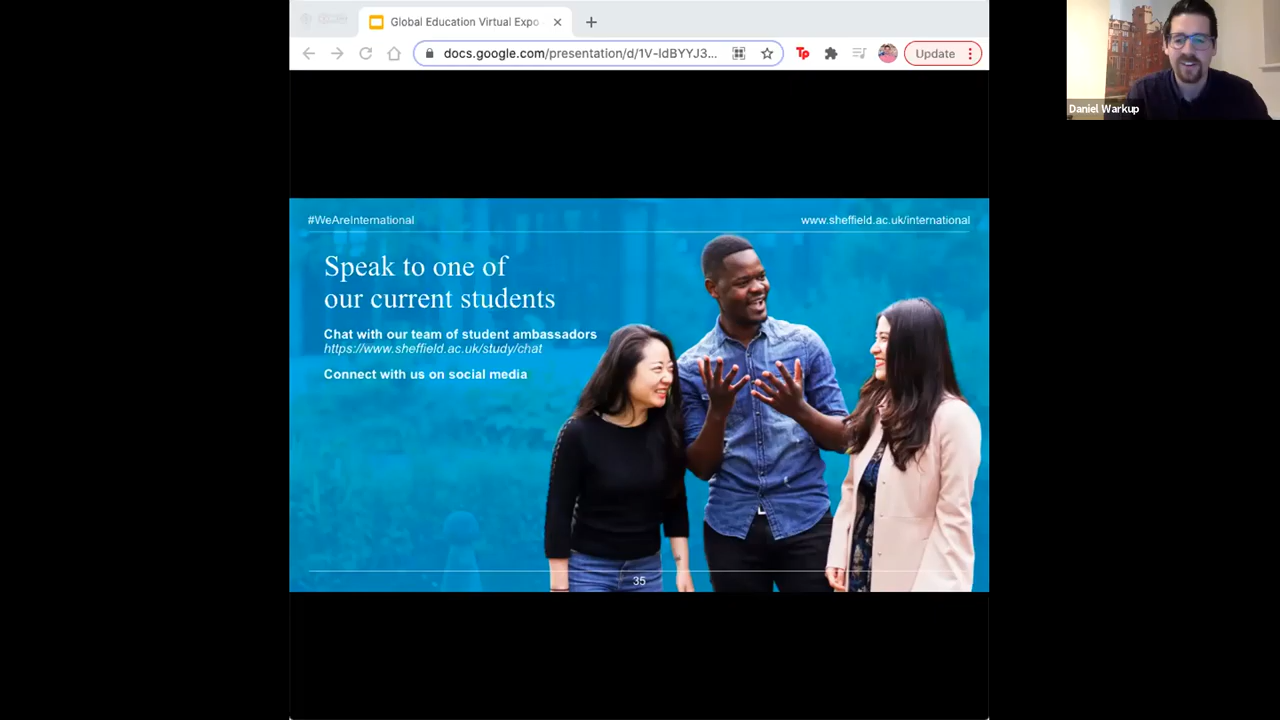 Global Education Virtual Expo
docs.google.com/presentation/d/1V-IdBYYJ3...
Tp
Update
Daniel Warkup
#WeAreInternational
www.sheffield.ac.uk/international
Speak to one of
our current students
Chat with our team of student ambassadors
https://www.sheffield.ac.uk/study/chat
Connect with us on social media
35